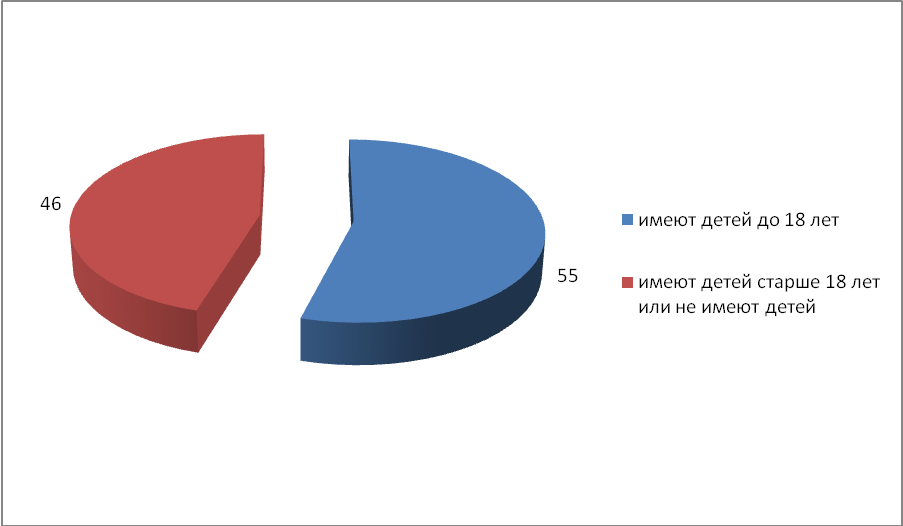 46
55
имеют детей до 18 лет
имеют детей старше 18 лет
или не имеют детей